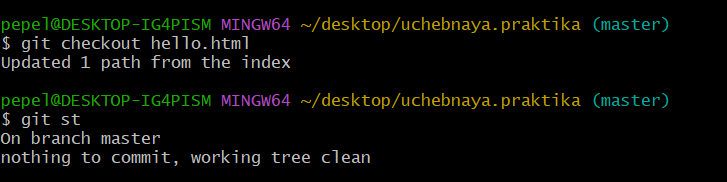 pepel@DESKTOP-IG4PISM MINGW64 ~/desktop/uchebnaya.praktika (master)
$ git checkout hello.html
Updated 1 path from the index
pepel@DESKTOP-IG4PISM MINGW64 ~/desktop/uchebnaya.praktika (master)
$ git st
On branch master
nothing to commit, working tree clean